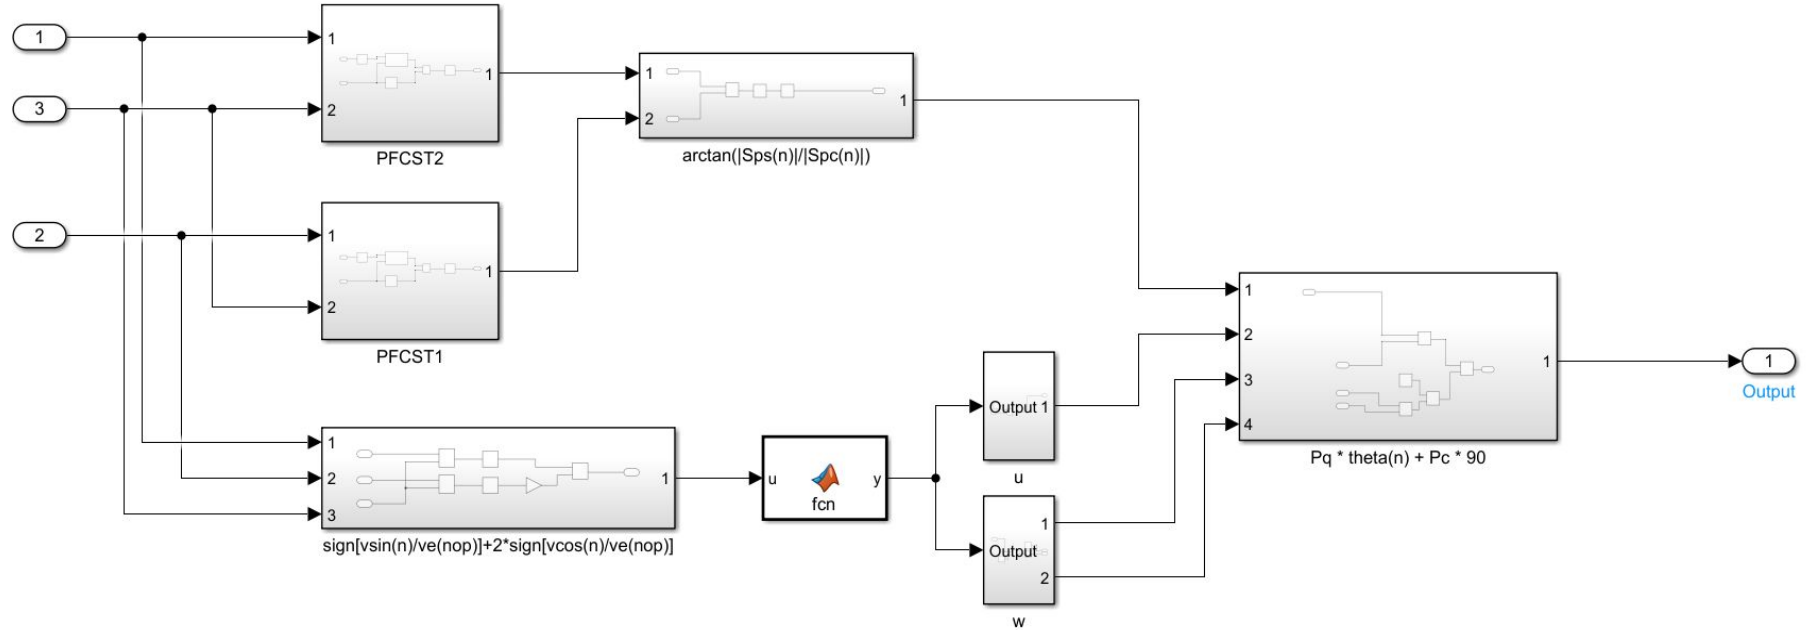 1
1
1
2
PFCST2
3
1
2
1
arctan(|Sps(n)|/|Spc(n)|)
2
1
2
1
PFCST1
1
2
3
1
sign[vsin(n)/ve(nop)]+2*sign[vcos(n)/ve(nop)]
u
y
fcn
Output 1
u
Output
1
2
w
1
2
3
4
1
Pq * theta(n) + Pc * 90
1
Output